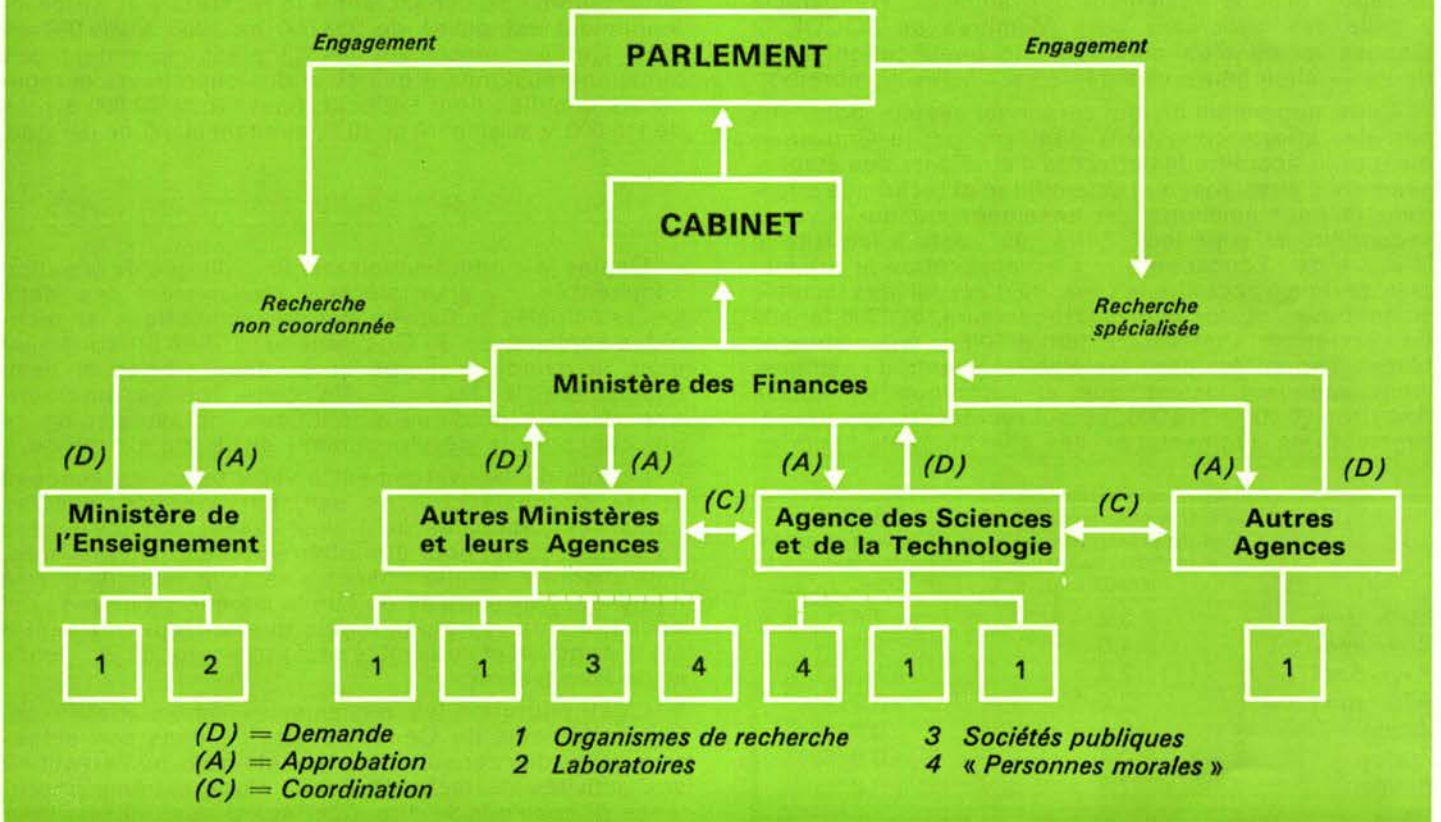 Engagement
PARLEMENT
Engagement
CABINET
Recherche
non coordonnée
Recherche
spécialisée
Ministère des Finances
(D)
(A)
(D)
(A)
(A)
(D)
(A)
(D)
Ministère de
l'Enseignement
Autres Ministères
et leurs Agences
(C)
Agence des Sciences
et de la Technologie
(C)
Autres
Agences
1
2
1
1
3
4
4
1
1
1
(D) = Demande
(A) = Approbation
(C) = Coordination
1 Organismes de recherche
2 Laboratoires
3 Sociétés publiques
4 « Personnes morales »